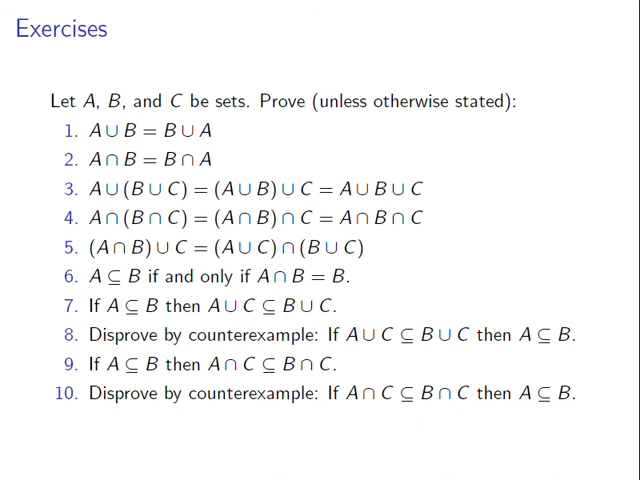 Exercises
Let A, B, and C be sets. Prove (unless otherwise stated):
1. A ∪ B = B ∪ A
2. A ∩ B = B ∩ A
3. A ∪ (B ∪ C) = (A ∪ B) ∪ C = A ∪ B ∪ C
4. A ∩ (B ∩ C) = (A ∩ B) ∩ C = A ∩ B ∩ C
5. (A ∩ B) ∪ C = (A ∪ C) ∩ (B ∪ C)
6. A ⊆ B if and only if A ∩ B = B.
7. If A ⊆ B then A ∪ C ⊆ B ∪ C.
8. Disprove by counterexample: If A ∪ C ⊆ B ∪ C then A ⊆ B.
9. If A ⊆ B then A ∩ C ⊆ B ∩ C.
10. Disprove by counterexample: If A ∩ C ⊆ B ∩ C then A ⊆ B.